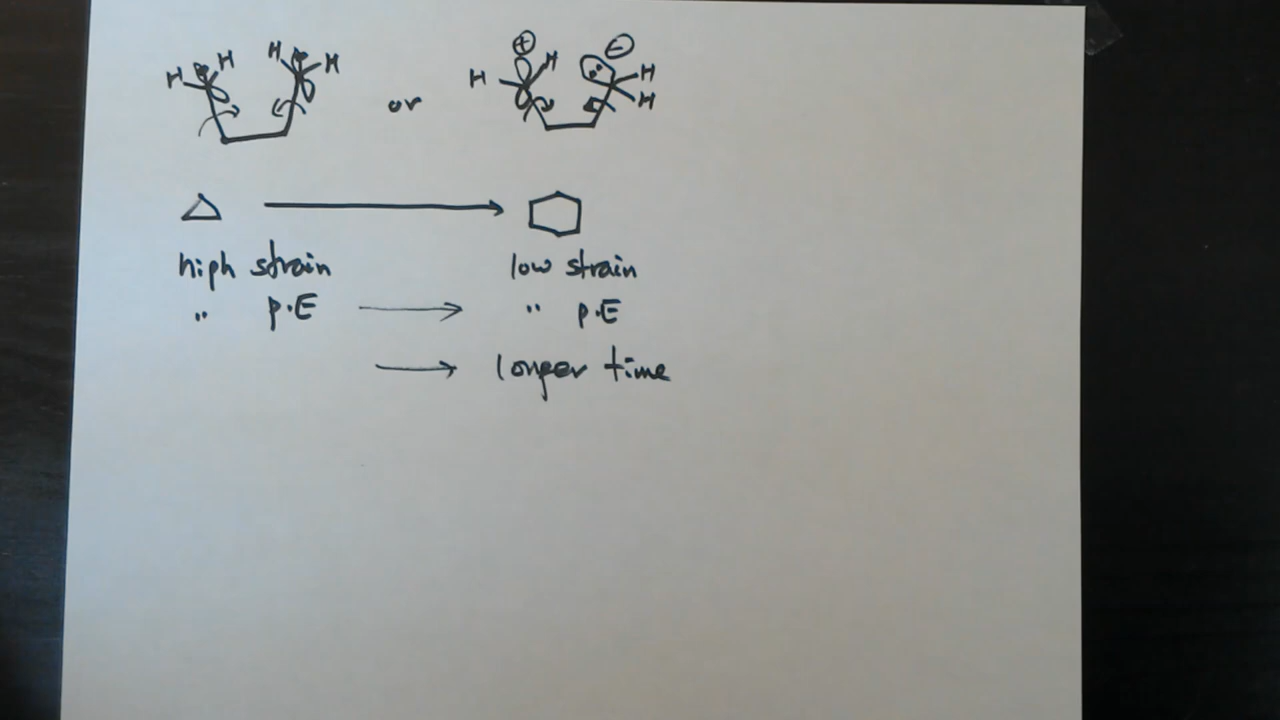 H H H H or ⊕ H H ⊖ H H
high strain low strain
" P.E → " P.E
→ longer time